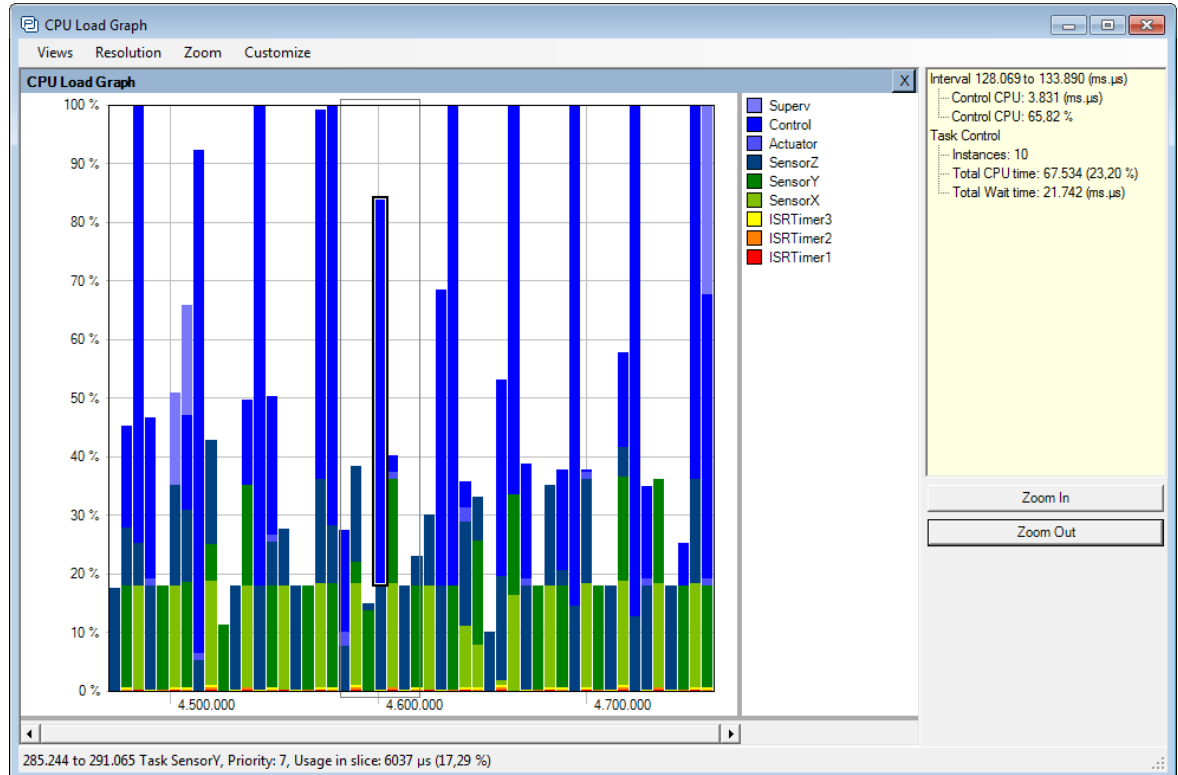 CPU Load Graph
Views Resolution Zoom Customize
CPU Load Graph
X
100 %
90 %
80 %
70 %
60 %
50 %
40 %
30 %
20 %
10 %
0 %
4.500.000 4.600.000 4.700.000
Superv
Control
Actuator
SensorZ
SensorY
SensorX
ISRTimer3
ISRTimer2
ISRTimer1
Interval 128.069 to 133.890 (ms.µs)
Control CPU: 3.831 (ms.µs)
Control CPU: 65,82 %
Task Control
Instances: 10
Total CPU time: 67.534 (23,20 %)
Total Wait time: 21.742 (ms.µs)
Zoom In
Zoom Out
285.244 to 291.065 Task SensorY, Priority: 7, Usage in slice: 6037 µs (17,29 %)